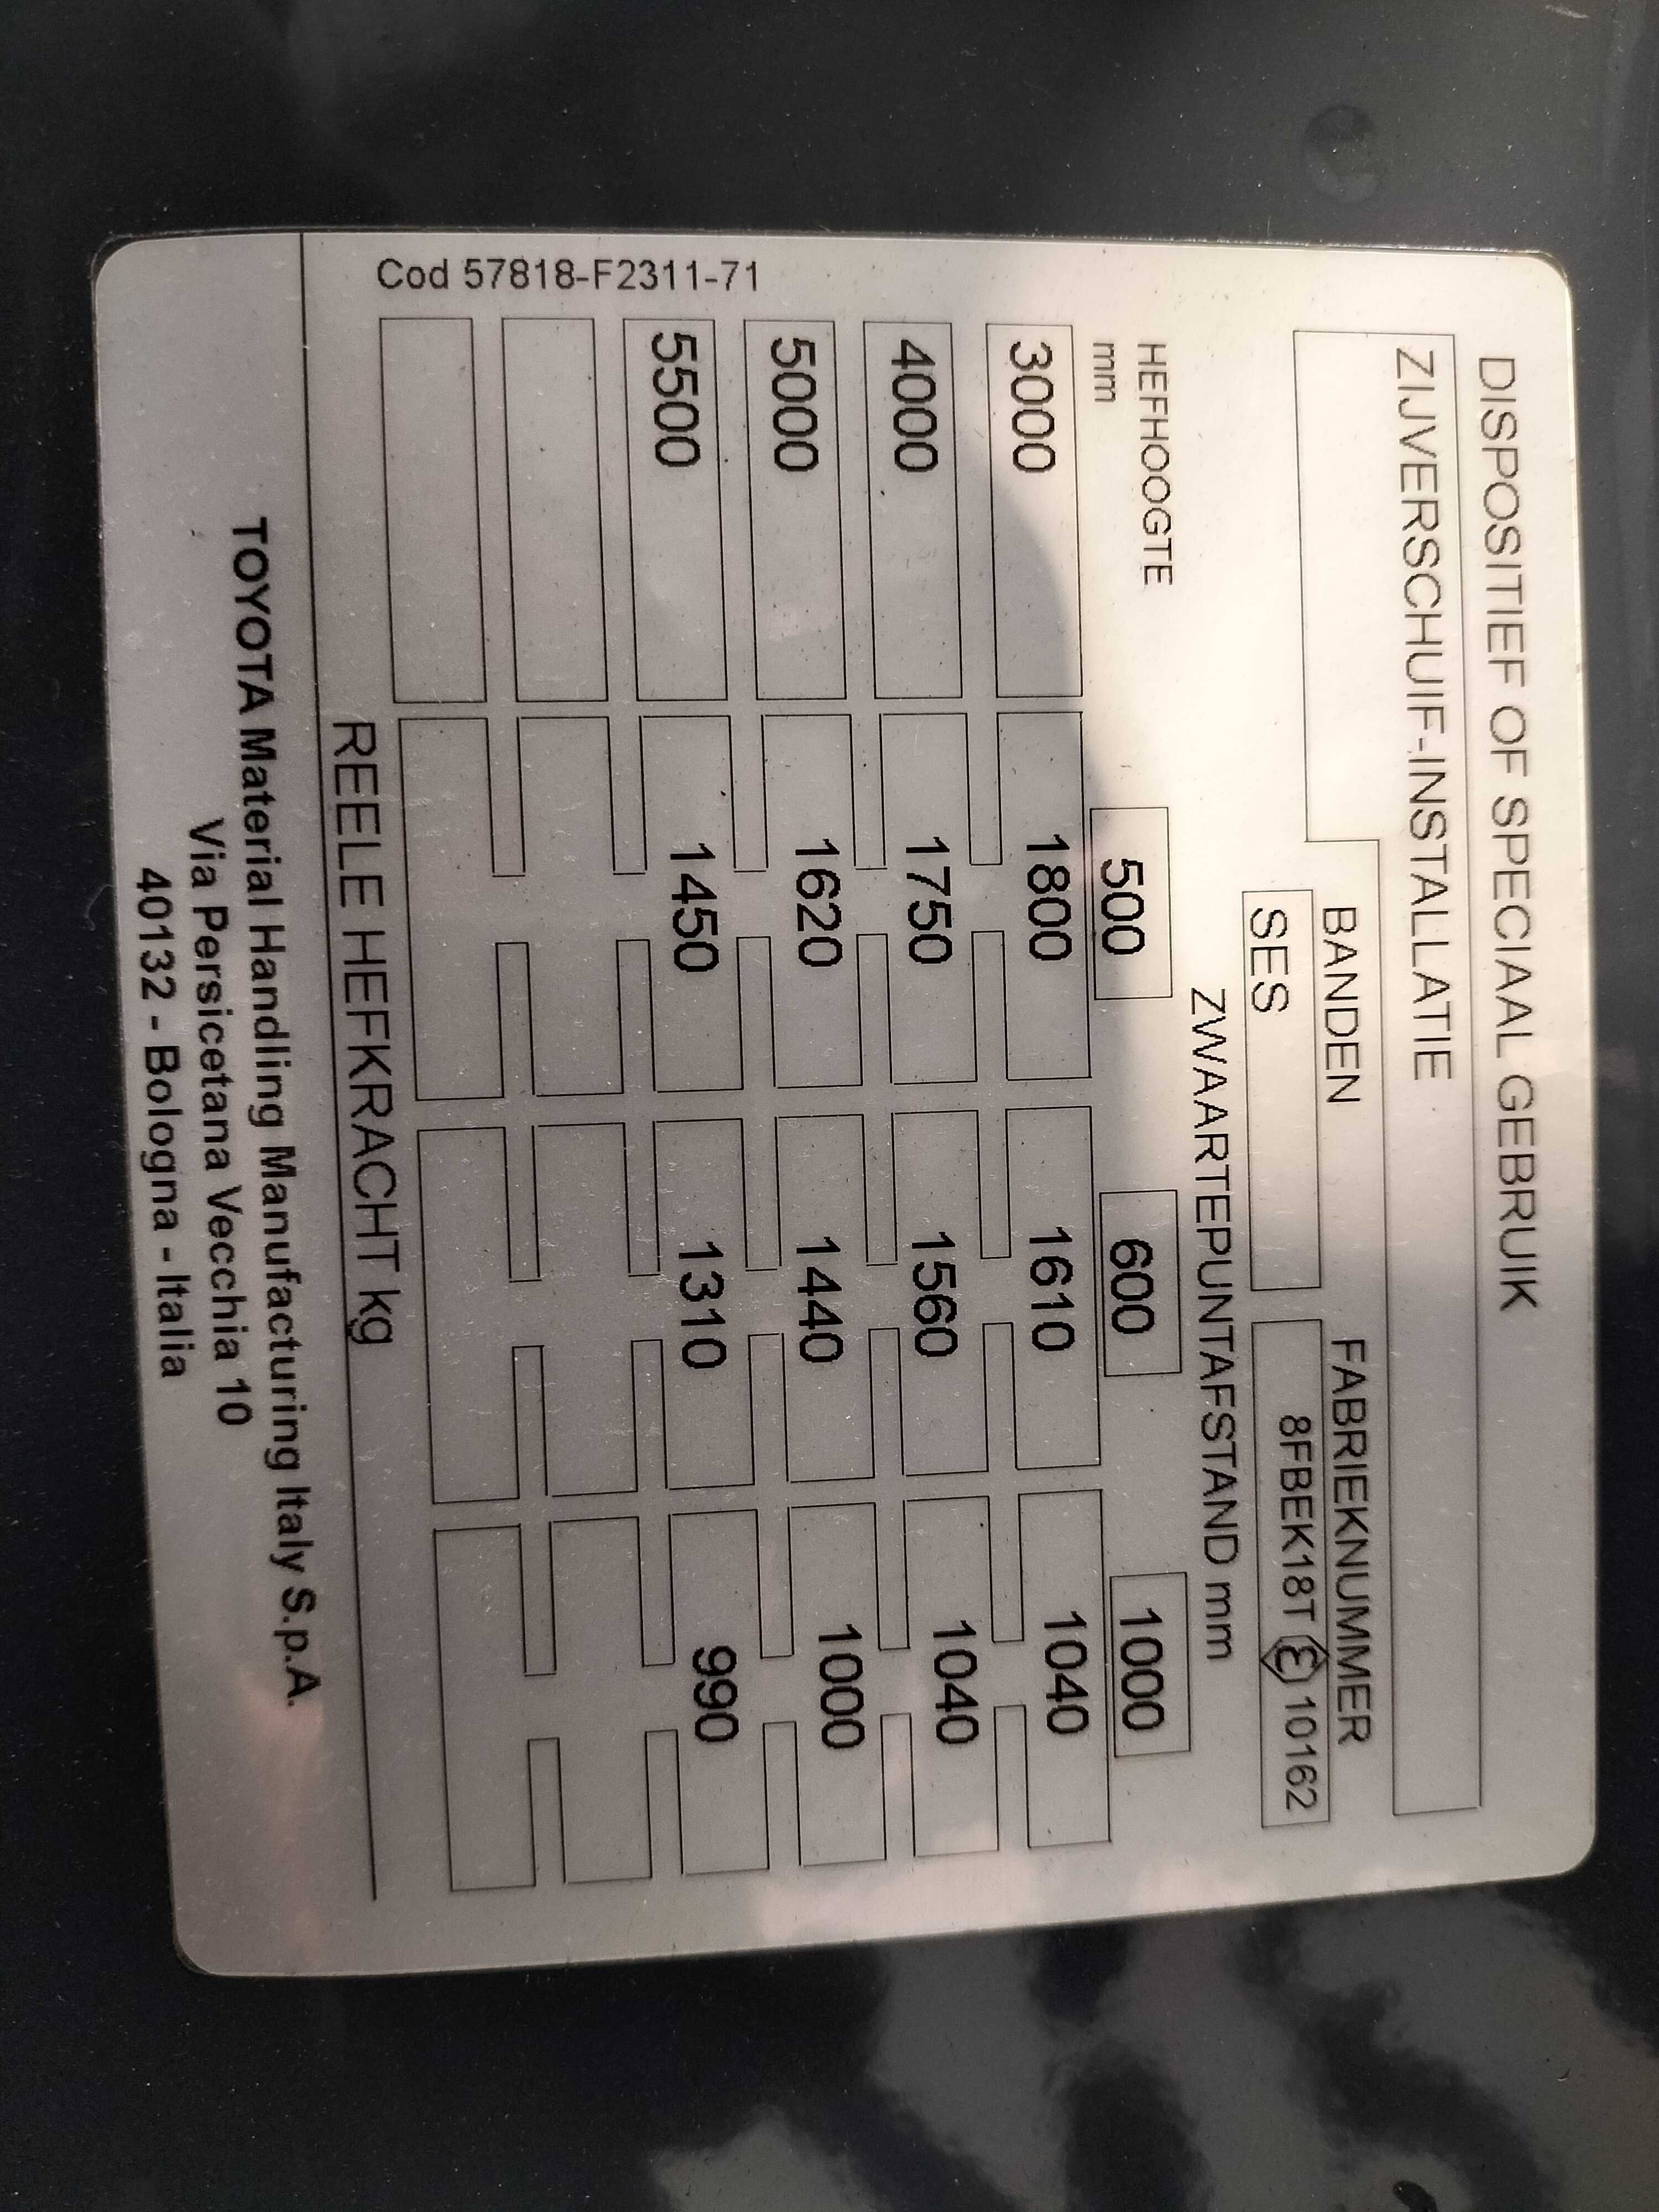 DISPOSITIEF OF SPECIAAL GEBRUIK
ZIJVERSCHUIF-INSTALLATIE
BANDEN FABRIEKNUMMER
SES 8FBEK18T E 10162
ZWAARTEPUNTAFSTAND mm
HEFHOOGTE 500 600 1000
mm
3000 1800 1610 1040
4000 1750 1560 1040
5000 1620 1440 1000
5500 1450 1310 990
Cod 57818-F2311-71
REELE HEFKRACHT kg
TOYOTA Material Handling Manufacturing Italy S.p.A.
Via Persicetana Vecchia 10
40132 - Bologna - Italia